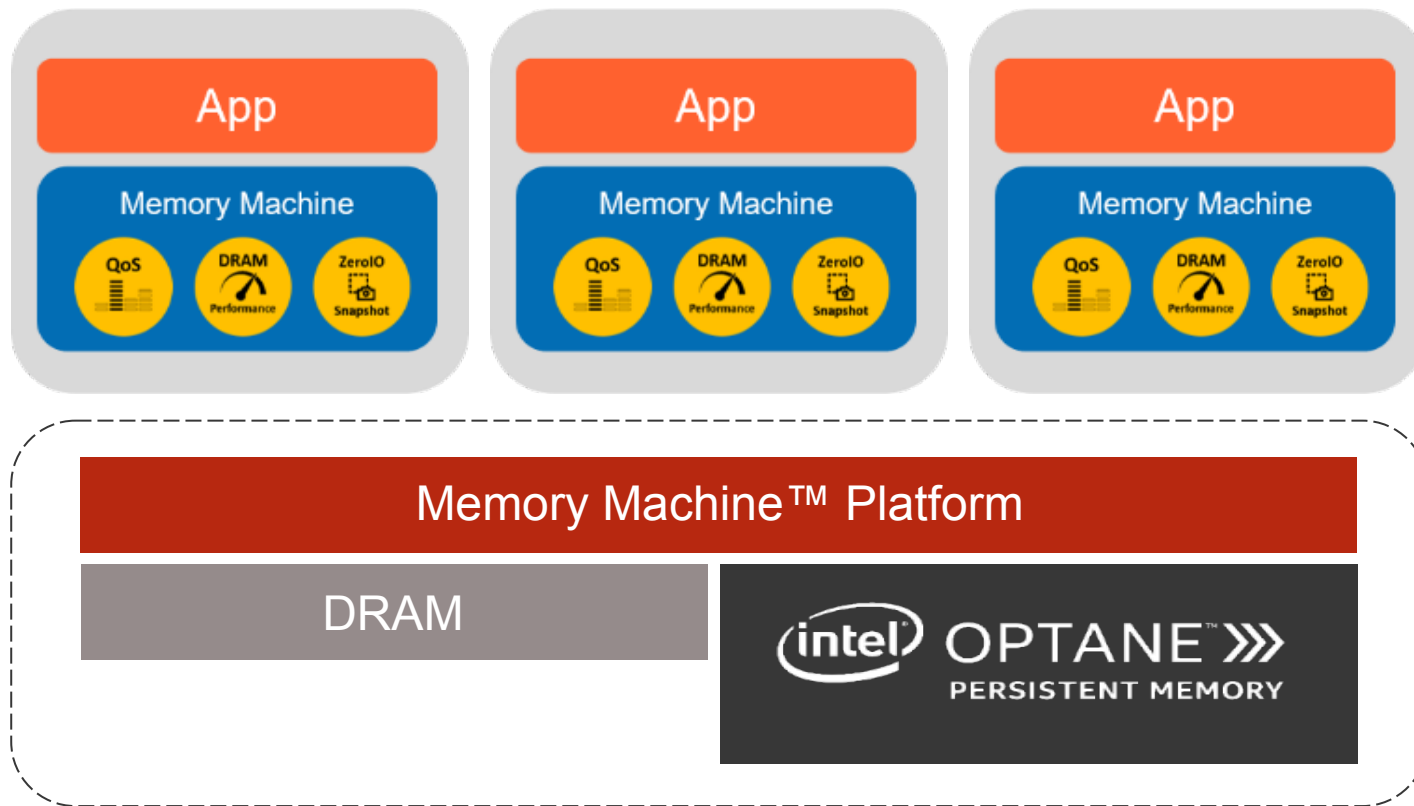 App
App
App
Memory Machine
Memory Machine
Memory Machine
QoS
DRAM
Performance
ZeroIO
Snapshot
QoS
DRAM
Performance
ZeroIO
Snapshot
QoS
DRAM
Performance
ZeroIO
Snapshot
Memory Machine™ Platform
DRAM
intel® OPTANE™
PERSISTENT MEMORY